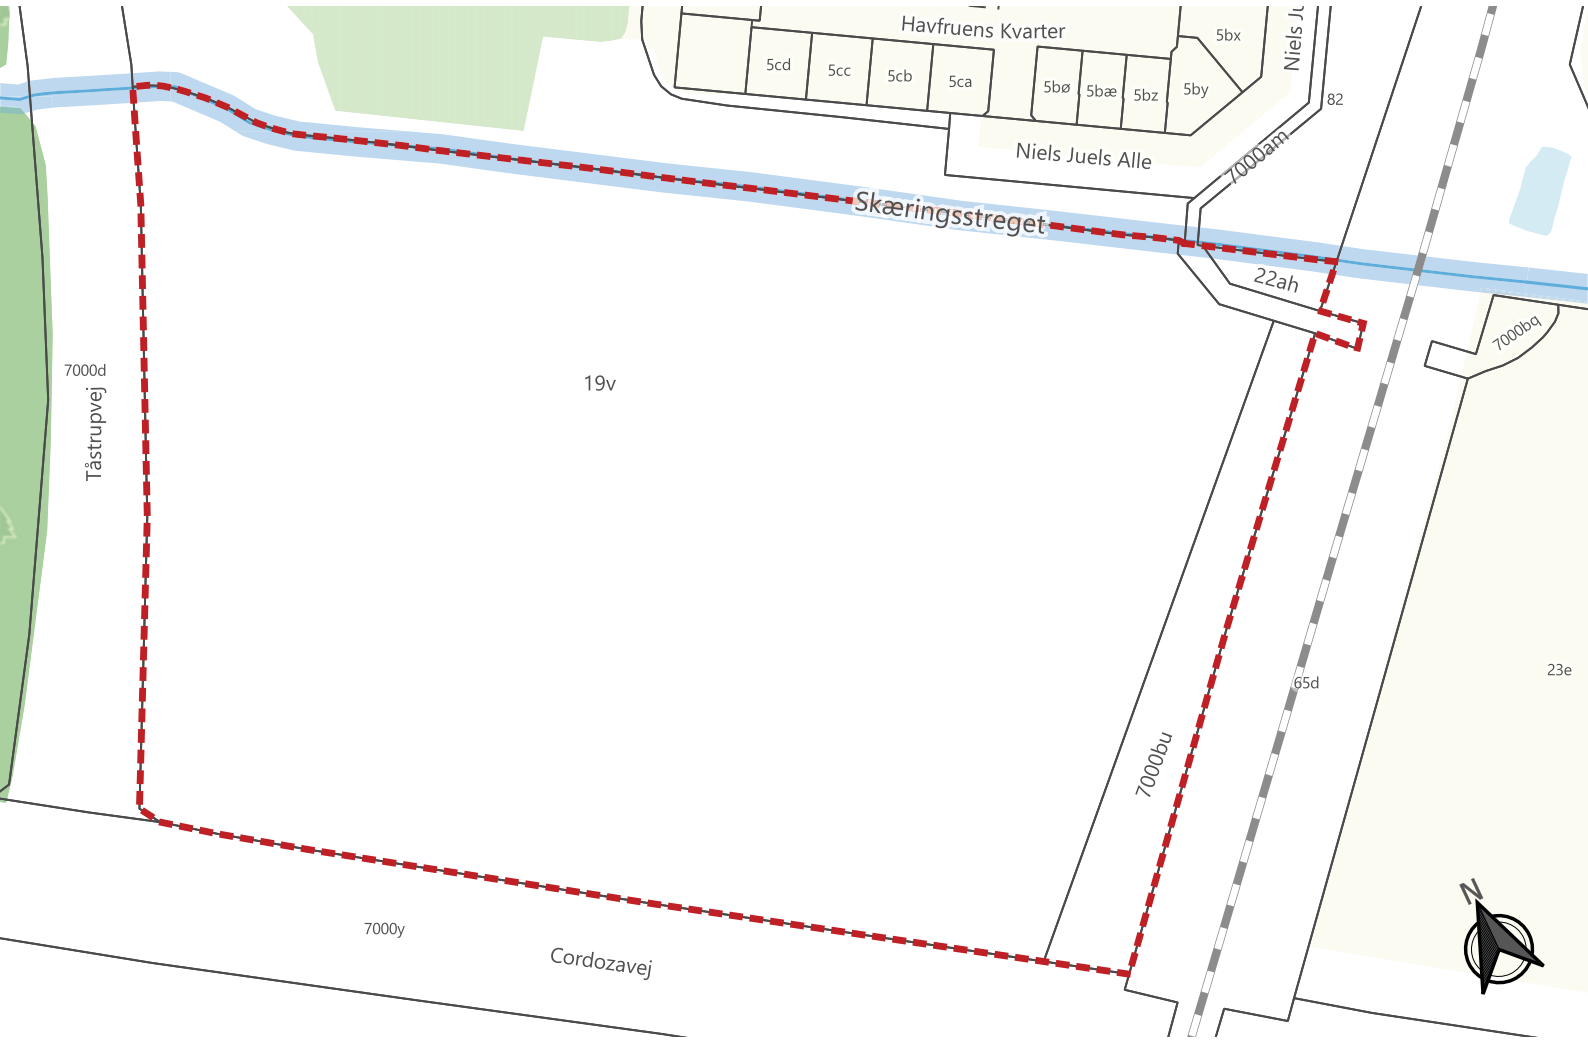 Havfruens Kvarter
5bx
Niels Ju
5cd
5cc
5cb
5ca
5bø
5bæ
5bz
5by
82
Niels Juels Alle
7000am
Skæringsstreget
22ah
7000bq
7000d
Tåstrupvej
19v
23e
65d
7000bu
N
7000y
Cordozavej